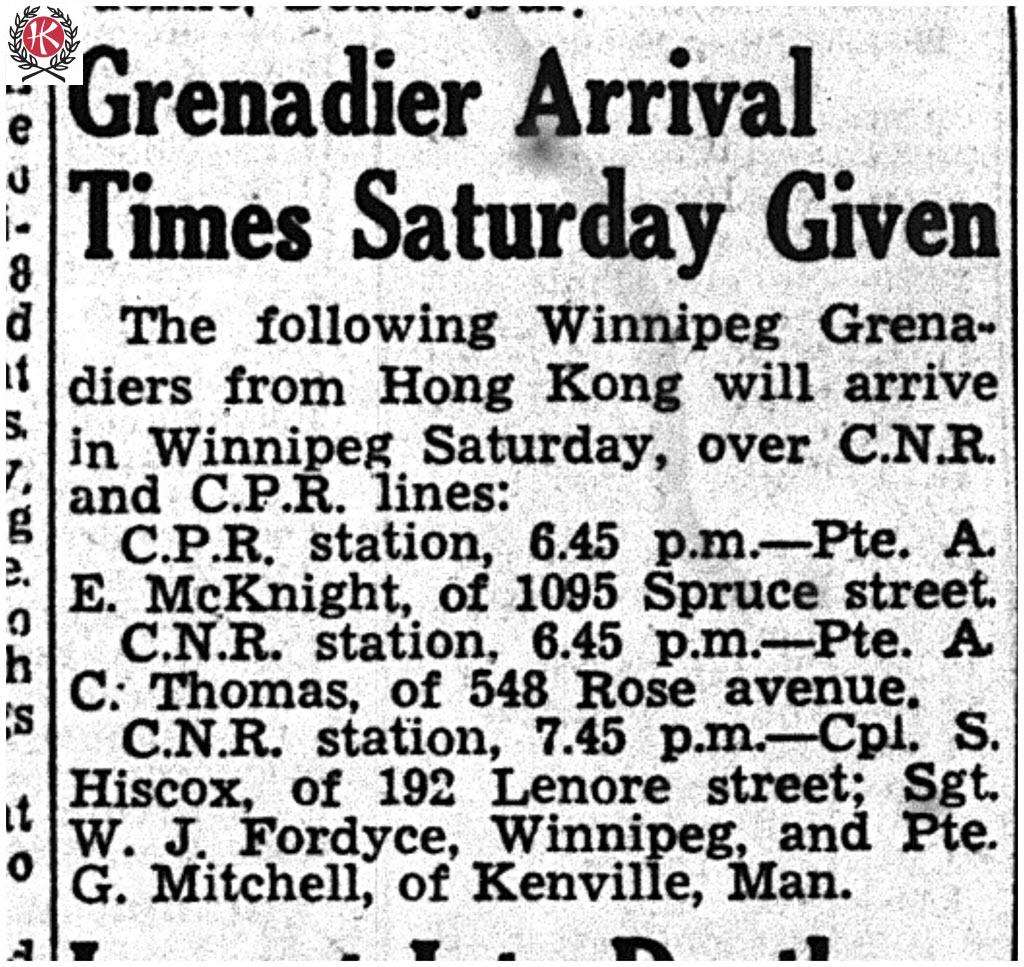 HK
Grenadier Arrival
Times Saturday Given
The following Winnipeg Grena-
diers from Hong Kong will arrive
in Winnipeg Saturday, over C.N.R.
and C.P.R. lines:
C.P.R. station, 6.45 p.m.—Pte. A.
E. McKnight, of 1095 Spruce street.
C.N.R. station, 6.45 p.m.—Pte. A.
C. Thomas, of 548 Rose avenue.
C.N.R. station, 7.45 p.m.—Cpl. S.
Hiscox, of 192 Lenore street; Sgt.
W. J. Fordyce, Winnipeg, and Pte.
G. Mitchell, of Kenville, Man.